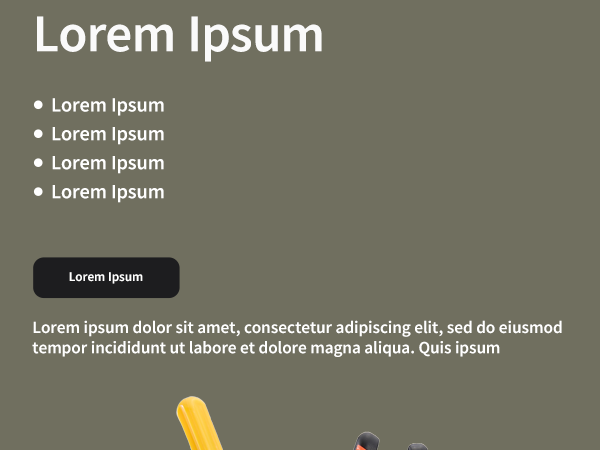 Lorem Ipsum
Lorem Ipsum
Lorem Ipsum
Lorem Ipsum
Lorem Ipsum
Lorem Ipsum
Lorem ipsum dolor sit amet, consectetur adipiscing elit, sed do eiusmod
tempor incididunt ut labore et dolore magna aliqua. Quis ipsum